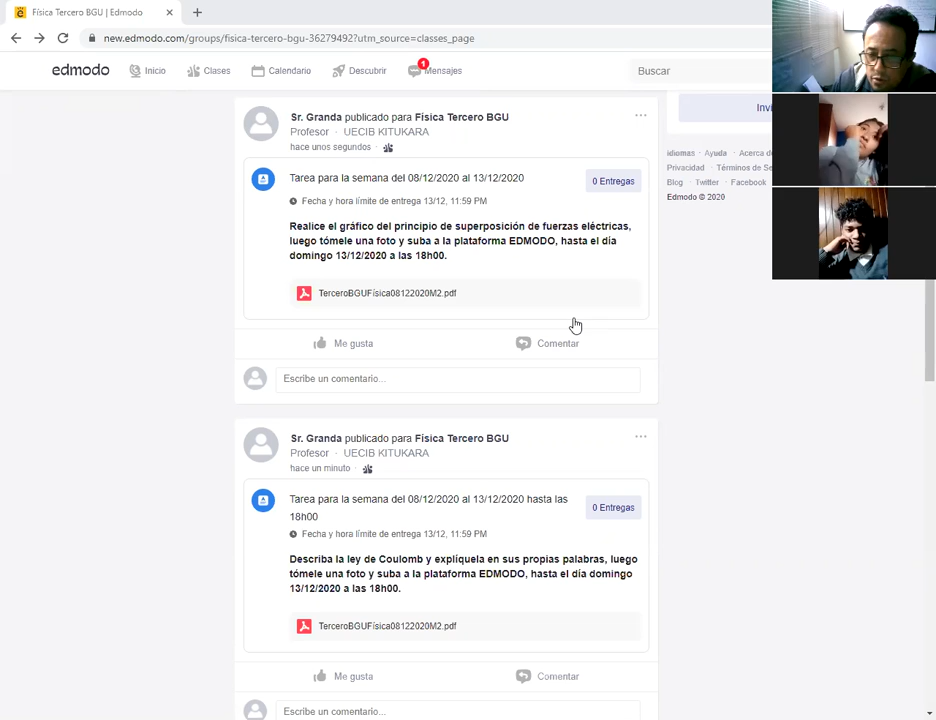 Física Tercero BGU | Edmodo
new.edmodo.com/groups/fisica-tercero-bgu-36279492?utm_source=classes_page
edmodo
Inicio
Clases
Calendario
Descubrir
1
Mensajes
Buscar
Sr. Granda publicado para Física Tercero BGU
Profesor · UECIB KITUKARA
hace unos segundos ·
Tarea para la semana del 08/12/2020 al 13/12/2020
0 Entregas
Fecha y hora límite de entrega 13/12, 11:59 PM
Realice el gráfico del principio de superposición de fuerzas eléctricas,
luego tómele una foto y suba a la plataforma EDMODO, hasta el día
domingo 13/12/2020 a las 18h00.
TerceroBGUFísica08122020M2.pdf
Me gusta
Comentar
Escribe un comentario...
Sr. Granda publicado para Física Tercero BGU
Profesor · UECIB KITUKARA
hace un minuto ·
Tarea para la semana del 08/12/2020 al 13/12/2020 hasta las
18h00
0 Entregas
Fecha y hora límite de entrega 13/12, 11:59 PM
Describa la ley de Coulomb y explíquela en sus propias palabras, luego
tómele una foto y suba a la plataforma EDMODO, hasta el día domingo
13/12/2020 a las 18h00.
TerceroBGUFísica08122020M2.pdf
Me gusta
Comentar
Escribe un comentario...
Invi
Idiomas · Ayuda · Acerca d
Privacidad · Términos de Se
Blog · Twitter · Facebook
Edmodo © 2020